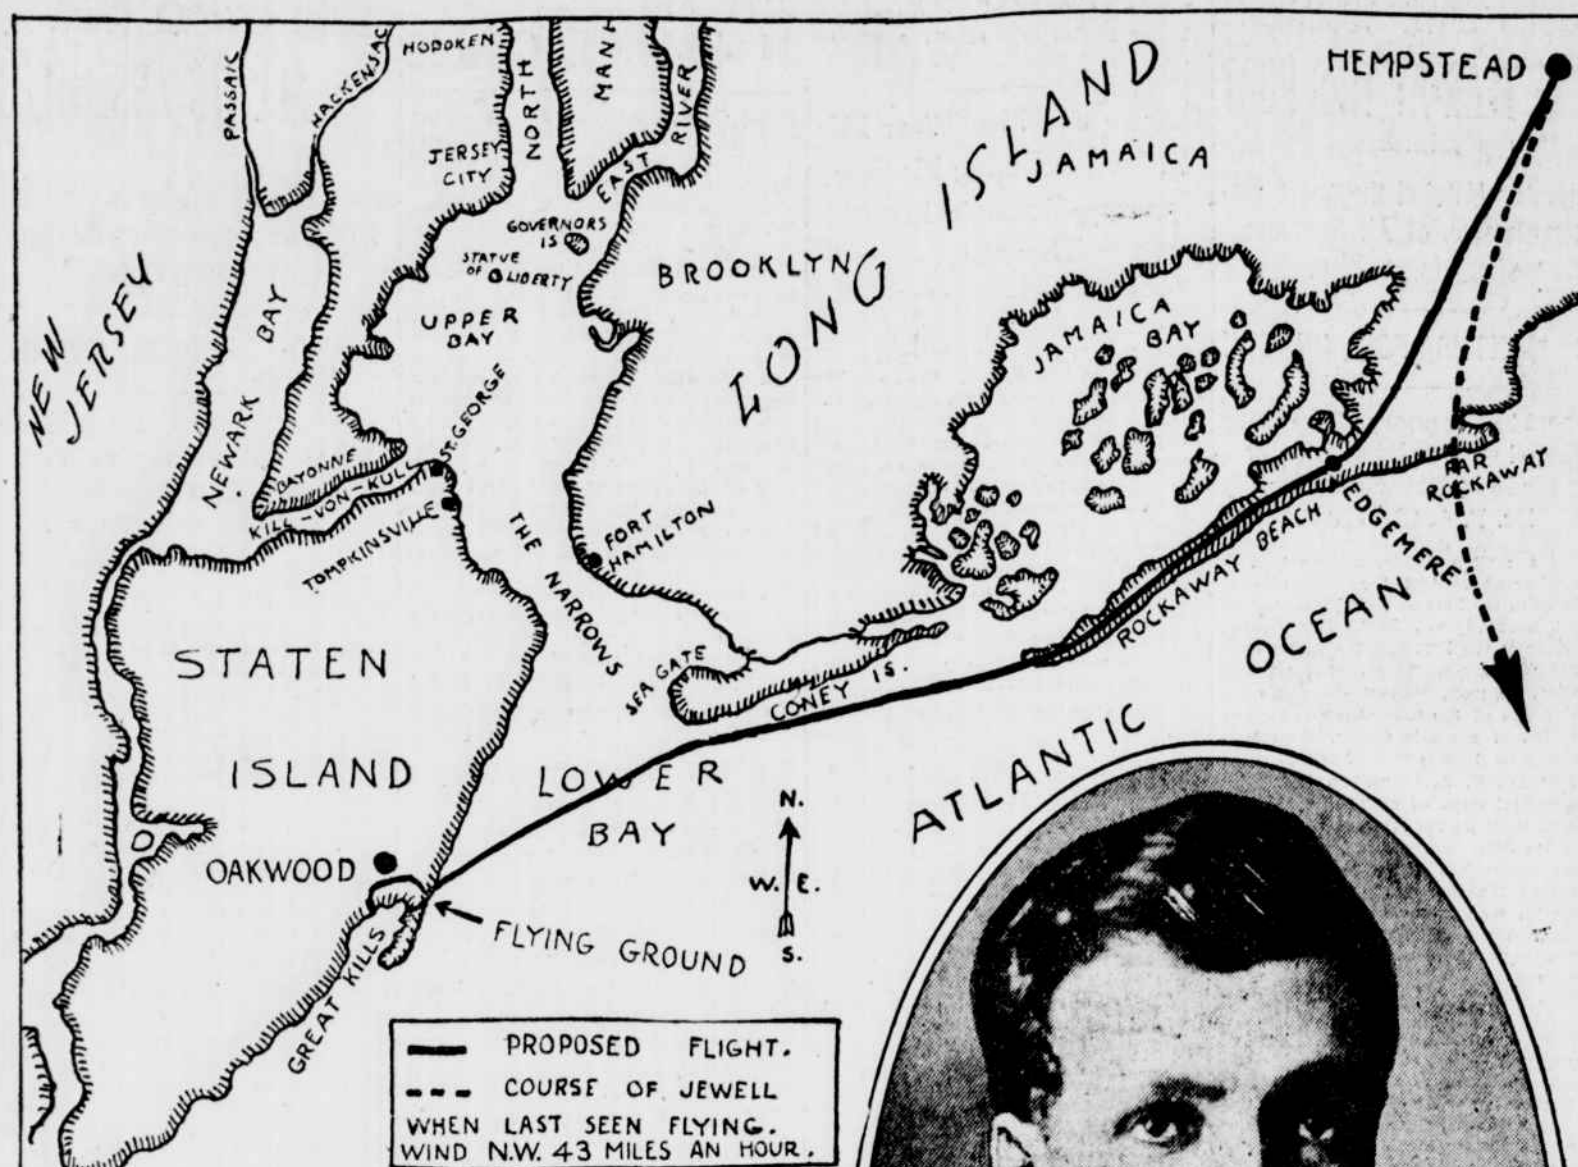 PASSAIC
HACKENSAC
HOBOKEN
NORTH
MANH
EAST RIVER
JERSEY
CITY
GOVERNORS
IS
STATUE
OF LIBERTY
UPPER
BAY
BROOKLYN
LONG ISLAND
JAMAICA
HEMPSTEAD
JAMAICA
BAY
NEW
JERSEY
NEWARK BAY
BAYONNE
KILL-VON-KULL
ST. GEORGE
TOMPKINSVILLE
THE NARROWS
FORT
HAMILTON
FAR
ROCKAWAY
EDGEMERE
ROCKAWAY BEACH
SEA GATE
CONEY IS.
ATLANTIC OCEAN
STATEN
ISLAND
LOWER
BAY
OAKWOOD
FLYING GROUND
GREAT KILLS
N.
W. E.
S.
PROPOSED FLIGHT.
COURSE OF JEWELL
WHEN LAST SEEN FLYING.
WIND N.W. 43 MILES AN HOUR.